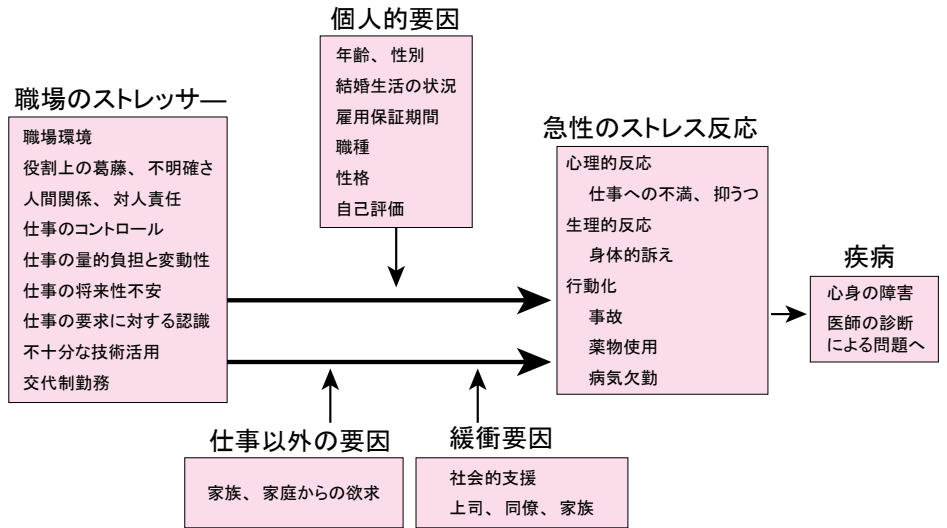 個人的要因
年齢、性別
結婚生活の状況
雇用保証期間
職種
性格
自己評価
職場のストレッサー
職場環境
役割上の葛藤、不明確さ
人間関係、対人責任
仕事のコントロール
仕事の量的負担と変動性
仕事の将来性不安
仕事の要求に対する認識
不十分な技術活用
交代制勤務
急性のストレス反応
心理的反応
仕事への不満、抑うつ
生理的反応
身体的訴え
行動化
事故
薬物使用
病気欠勤
疾病
心身の障害
医師の診断
による問題へ
仕事以外の要因
家族、家庭からの欲求
緩衝要因
社会的支援
上司、同僚、家族